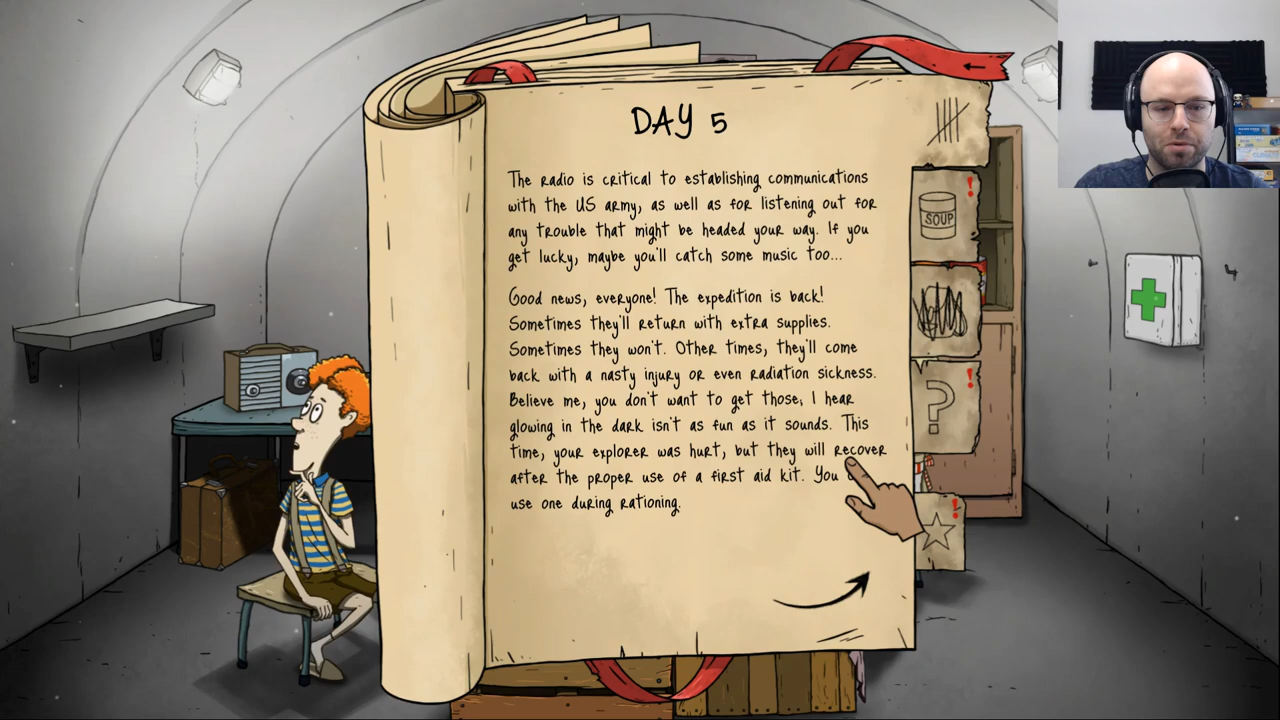 DAY 5
The radio is critical to establishing communications
with the US army, as well as for listening out for
any trouble that might be headed your way. If you
get lucky, maybe you'll catch some music too...
Good news, everyone! The expedition is back!
Sometimes they'll return with extra supplies.
Sometimes they won't. Other times, they'll come
back with a nasty injury or even radiation sickness.
Believe me, you don't want to get those; I hear
glowing in the dark isn't as fun as it sounds. This
time, your explorer was hurt, but they will recover
after the proper use of a first aid kit. You
use one during rationing.
SOUP
!
?
!
!